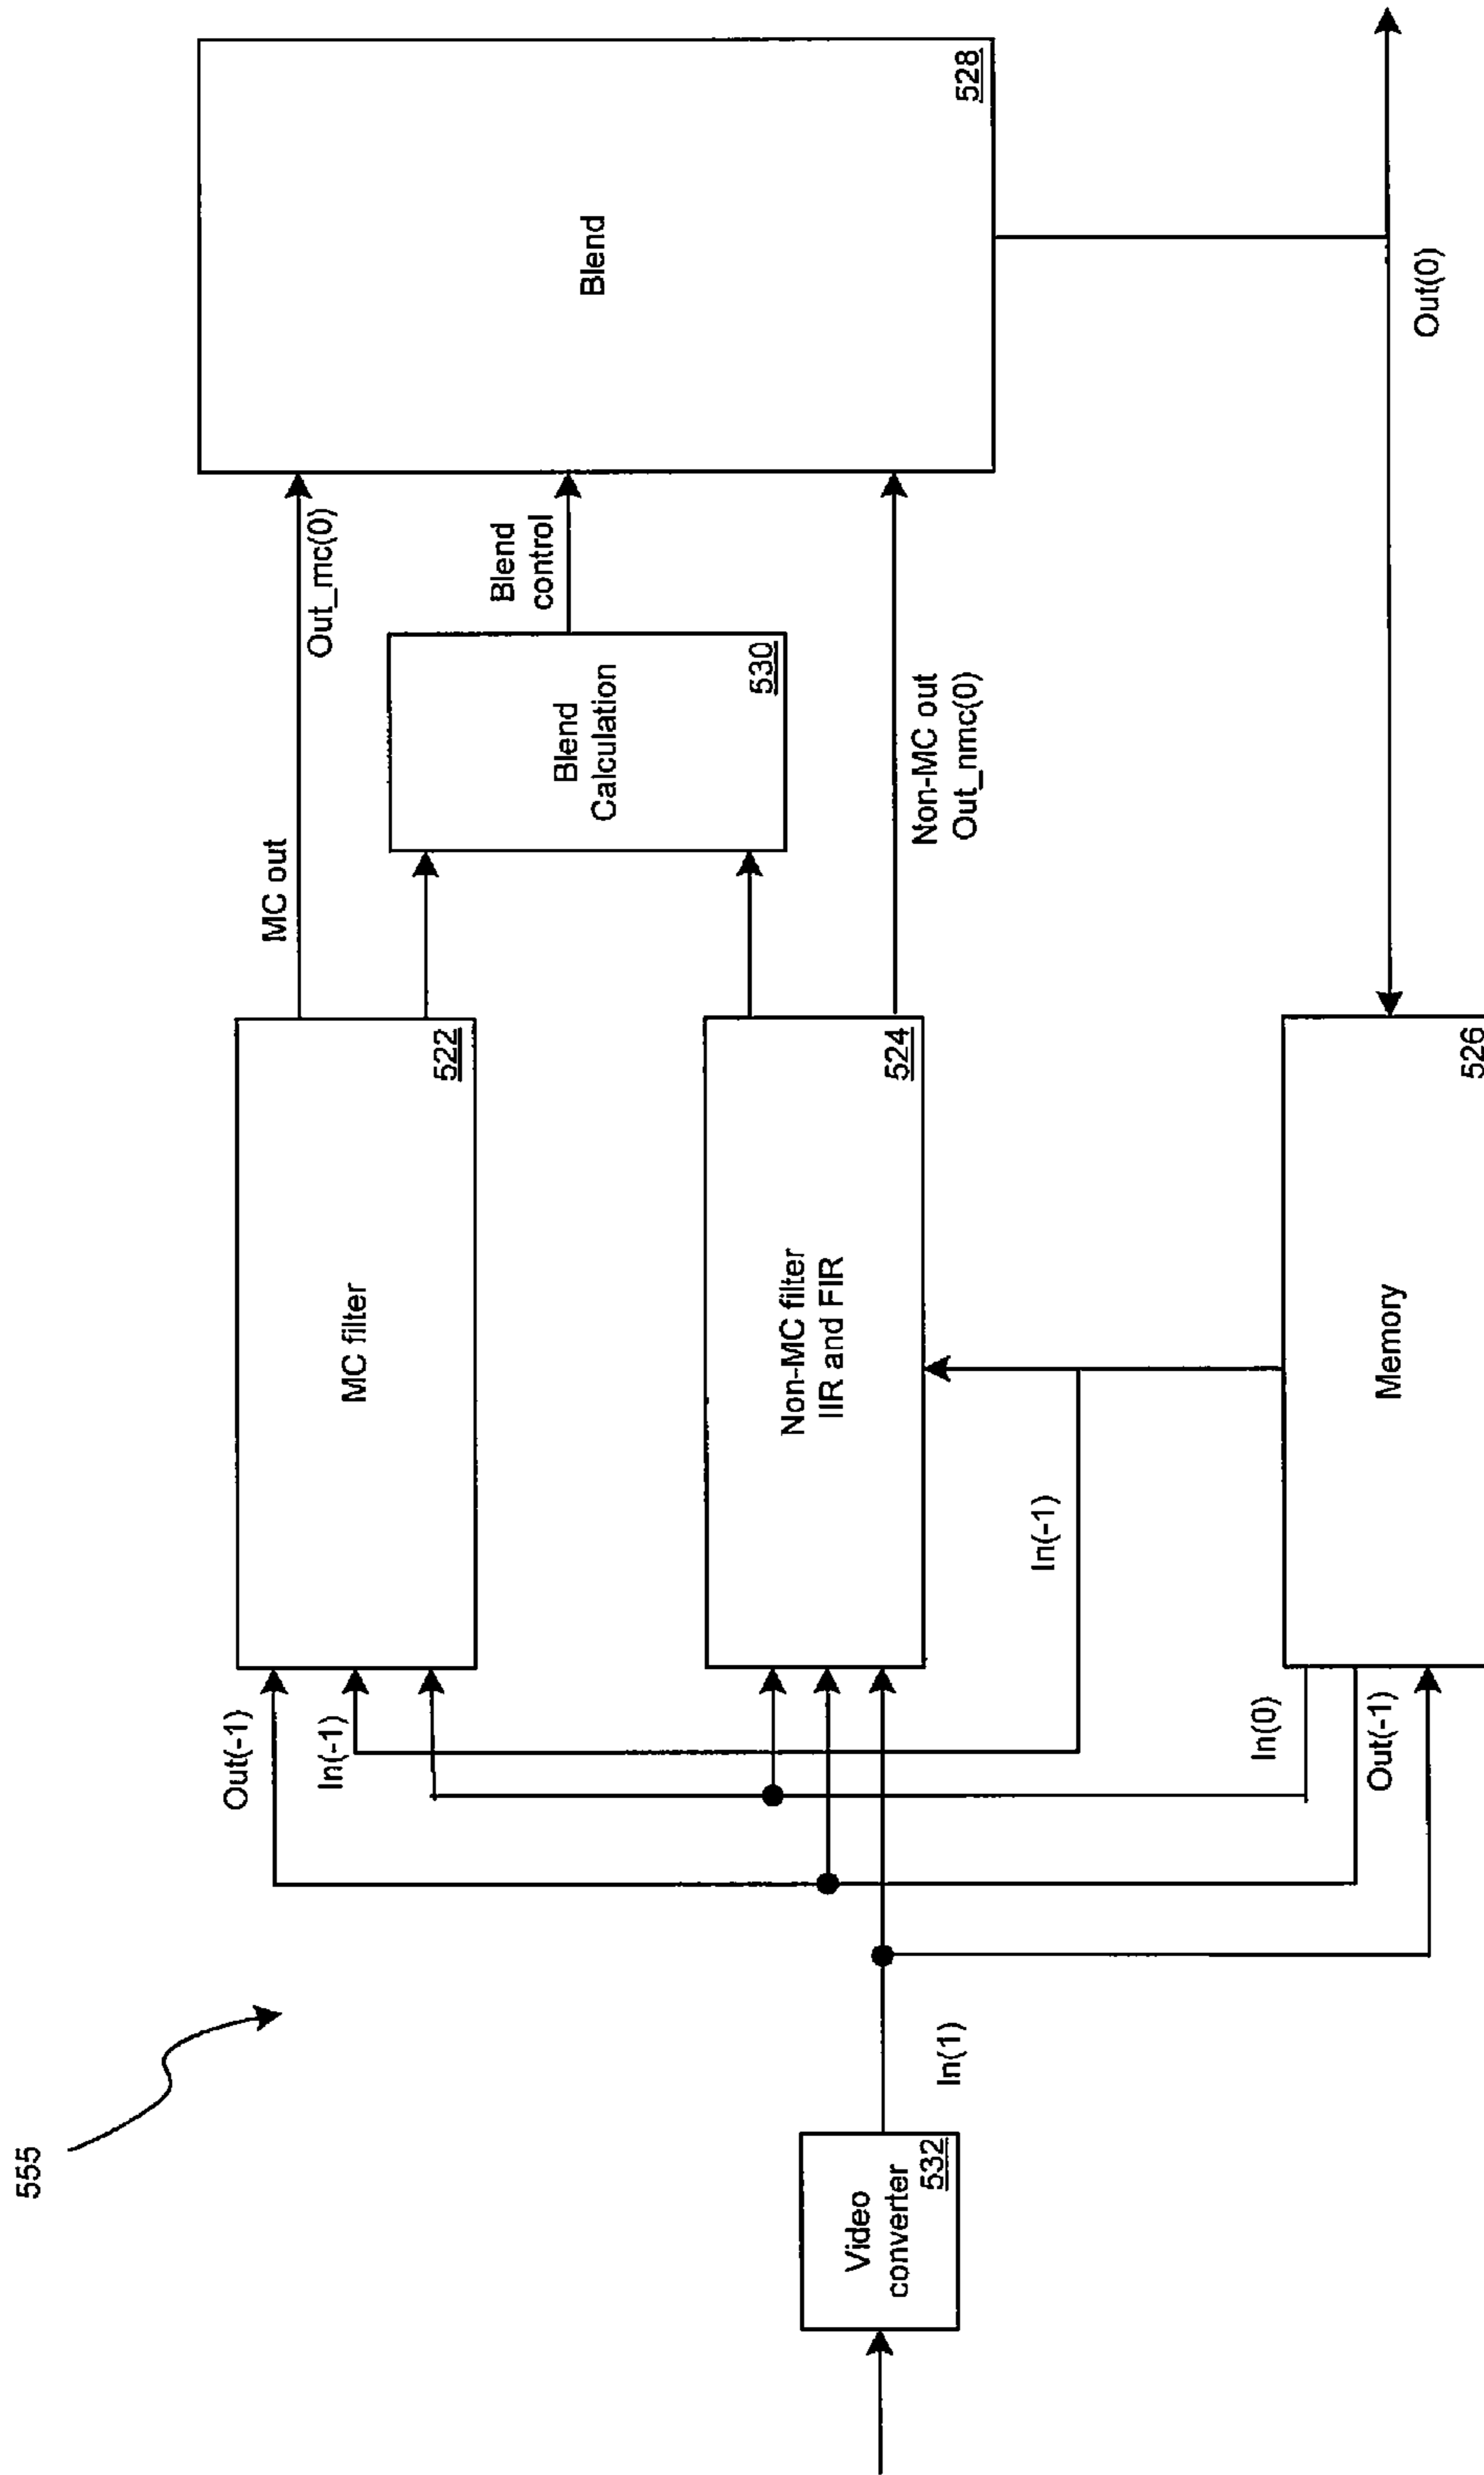 555
Video
converter
532
In(1)
Out(-1)
In(-1)
In(-1)
In(0)
Out(-1)
MC filter
522
Non-MC filter
IIR and FIR
524
Memory
526
MC out
Out_mc(0)
Blend
Calculation
530
Blend
control
Non-MC out
Out_nmc(0)
Blend
528
Out(0)